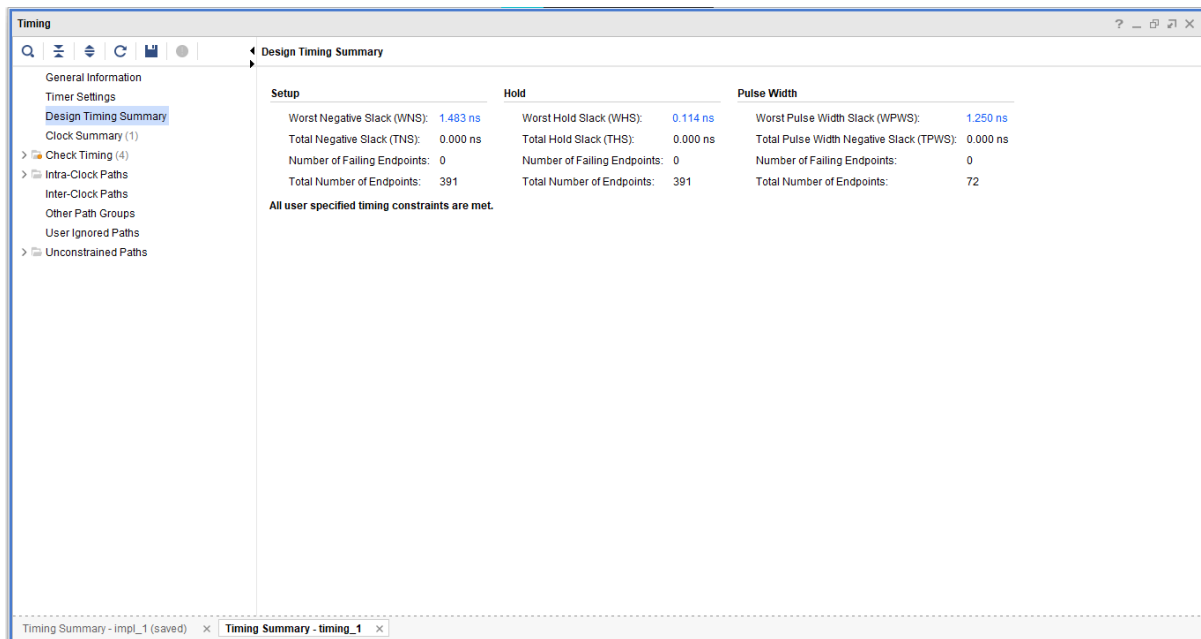 Timing
Design Timing Summary
General Information
Timer Settings
Design Timing Summary
Clock Summary (1)
Check Timing (4)
Intra-Clock Paths
Inter-Clock Paths
Other Path Groups
User Ignored Paths
Unconstrained Paths
Setup
Worst Negative Slack (WNS): 1.483 ns
Total Negative Slack (TNS): 0.000 ns
Number of Failing Endpoints: 0
Total Number of Endpoints: 391
Hold
Worst Hold Slack (WHS): 0.114 ns
Total Hold Slack (THS): 0.000 ns
Number of Failing Endpoints: 0
Total Number of Endpoints: 391
Pulse Width
Worst Pulse Width Slack (WPWS): 1.250 ns
Total Pulse Width Negative Slack (TPWS): 0.000 ns
Number of Failing Endpoints: 0
Total Number of Endpoints: 72
All user specified timing constraints are met.
Timing Summary - impl_1 (saved)
Timing Summary - timing_1